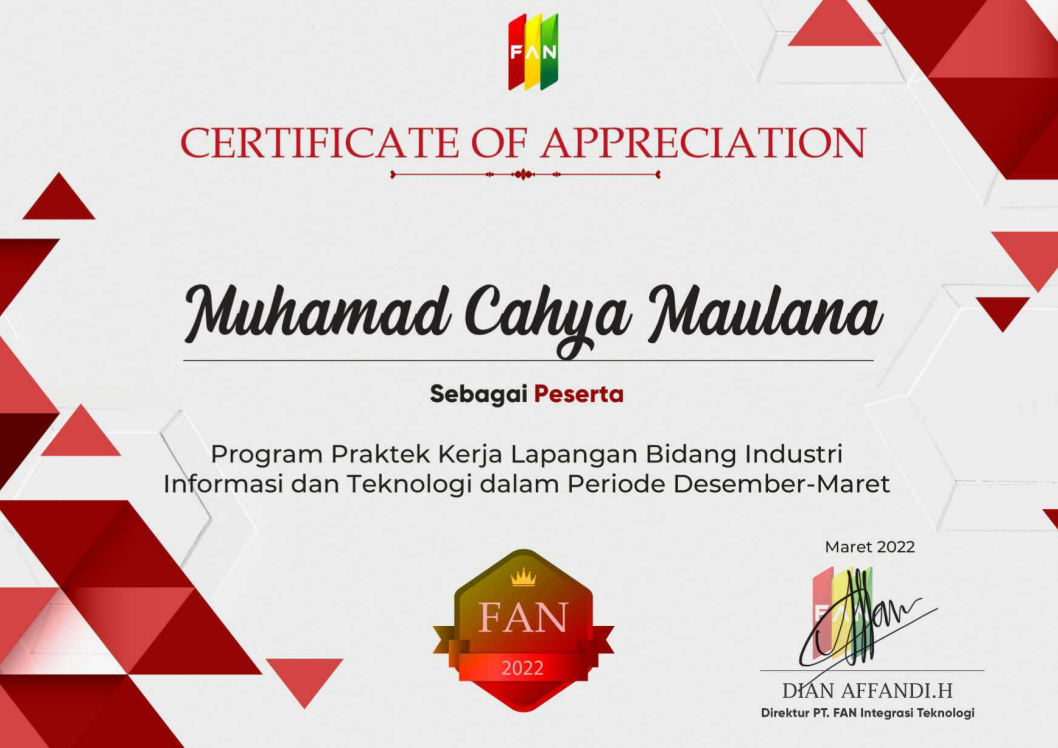 FAN
CERTIFICATE OF APPRECIATION
Muhamad Cahya Maulana
Sebagai Peserta
Program Praktek Kerja Lapangan Bidang Industri
Informasi dan Teknologi dalam Periode Desember-Maret
FAN
2022
Maret 2022
FAN
DIAN AFFANDI.H
Direktur PT. FAN Integrasi Teknologi